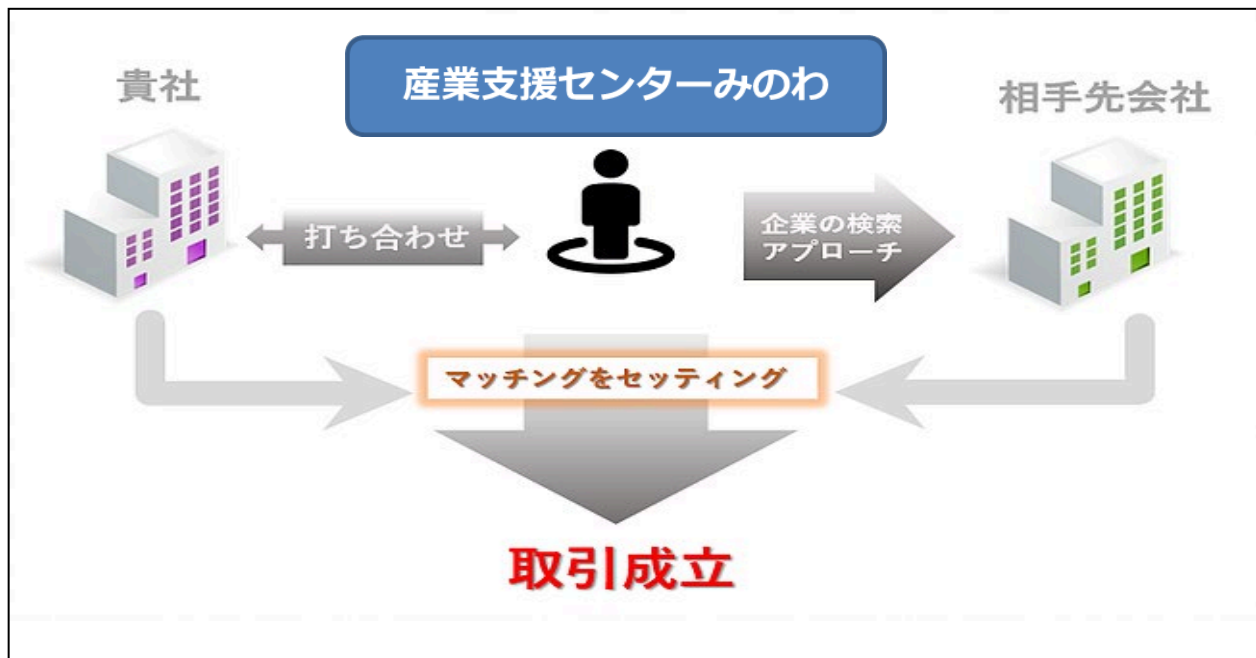 産業支援センターみのわ
貴社
相手先会社
打ち合わせ
企業の検索
アプローチ
マッチングをセッティング
取引成立